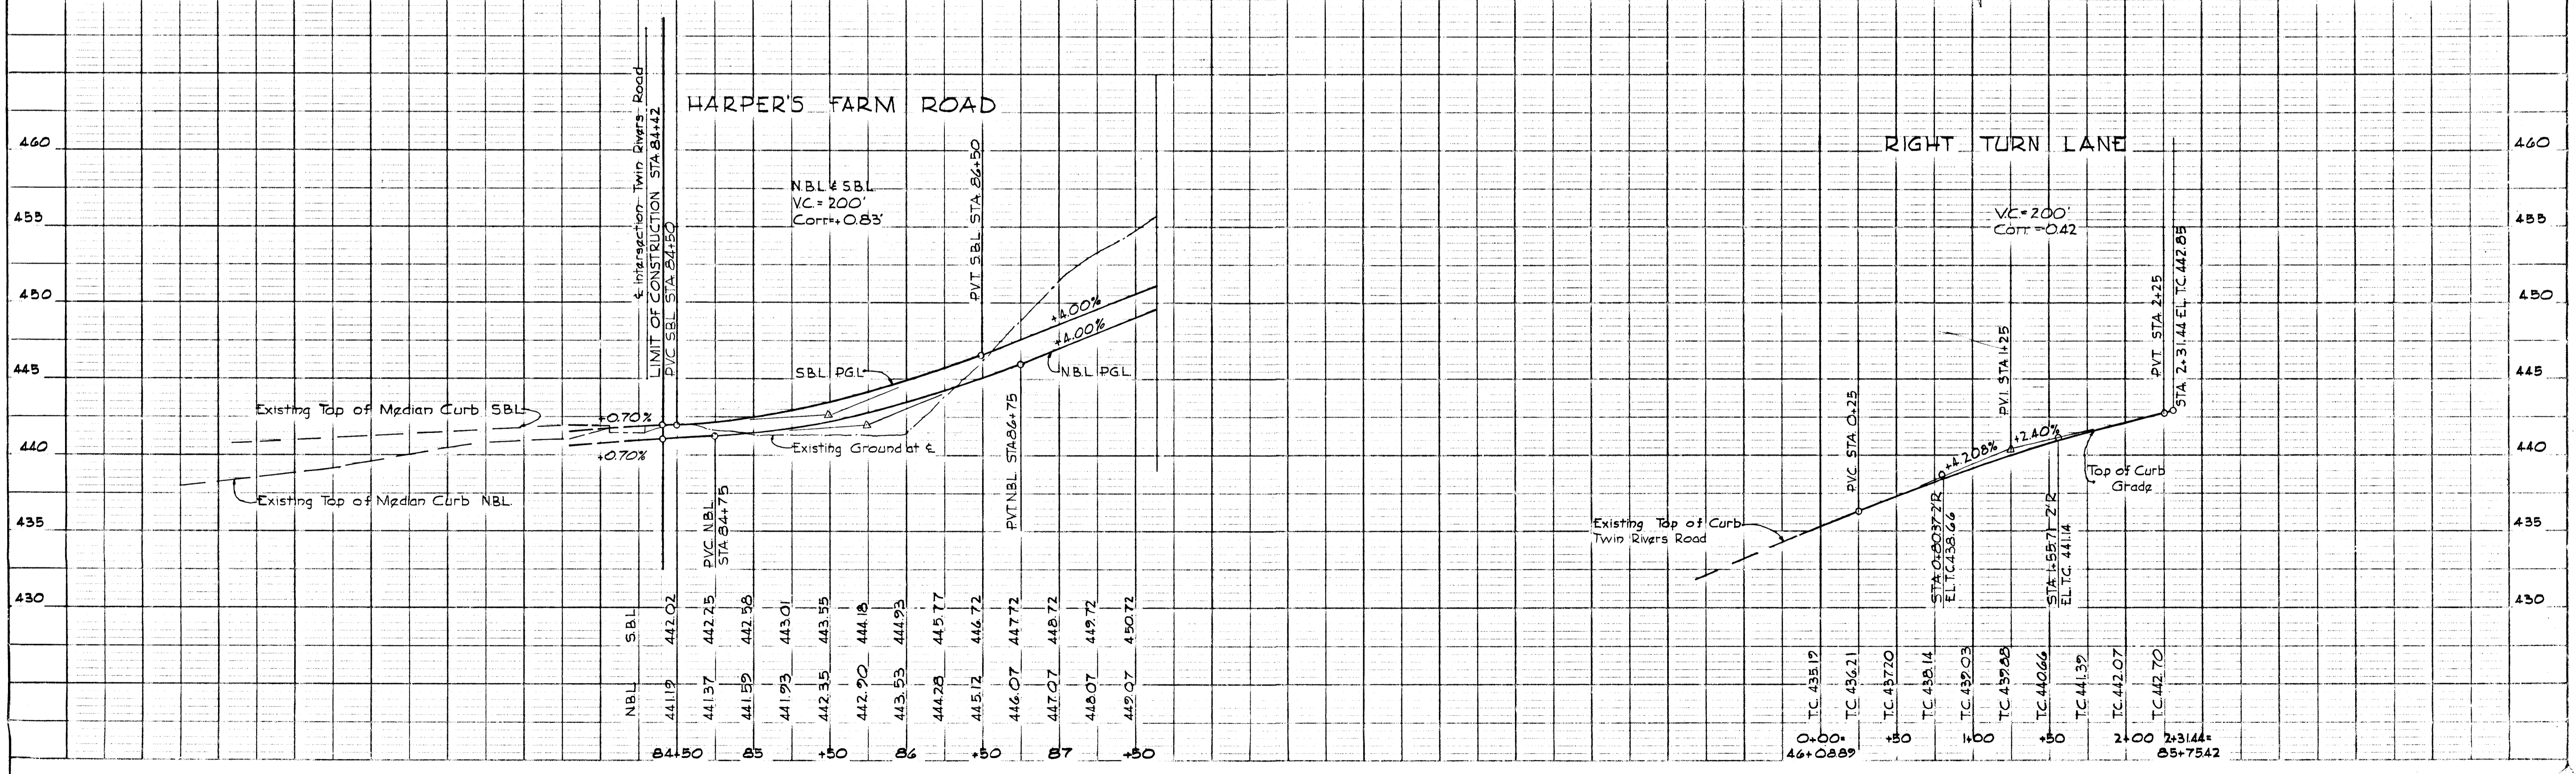 HARPER'S FARM ROAD
RIGHT TURN LANE
460
455
450
445
440
435
430
460
455
450
445
440
435
430
℄ Intersection Twin Rivers Road
LIMIT OF CONSTRUCTION STA 84+42
PVC SBL STA 84+50
N.B.L & S.B.L
V.C. = 200'
Corr=+0.83'
PVT S.B.L STA. 86+50
+4.00%
+4.00%
SBL P.G.L
N.B.L P.G.L
Existing Top of Median Curb SBL
+0.70%
+0.70%
Existing Ground at ℄
Existing Top of Median Curb NBL
PVC NBL
STA 84+75
PVT NBL STA 86+75
S.B.L
442.02
442.25
442.58
443.01
443.55
444.18
444.93
445.77
446.72
447.72
448.72
449.72
450.72
NBL
441.19
441.37
441.59
441.93
442.35
442.90
443.53
444.28
445.12
446.07
447.07
448.07
449.07
84+50 85 +50 86 +50 87 +50
V.C = 200'
Corr. -0.42
PVC STA. 0+25
PV.I. STA 1+25
PVT. STA. 2+25
STA. 2+31.44 EL. T.C. 442.85
+4.208%
+2.40%
Top of Curb
Grade
Existing Top of Curb
Twin Rivers Road
STA 0+80.37 2'R
EL.T.C.438.66
STA. 1+55.71 2'R
EL.T.C. 441.14
T.C. 435.19
T.C. 436.21
T.C. 437.20
T.C. 438.14
T.C. 439.03
T.C. 439.88
T.C. 440.66
T.C. 441.39
T.C. 442.07
T.C. 442.70
0+00= +50 1+00 +50 2+00 2+31.44=
46+08.89 85+75.42